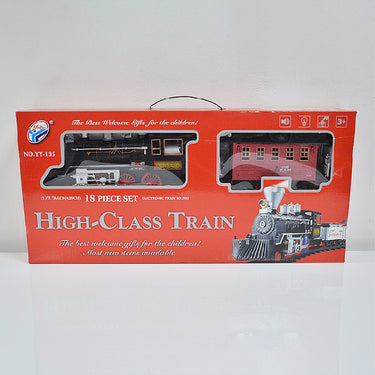 The Best Welcome Gifts for the children!
3+
NO.YY-135
18 PIECE SET
HIGH-CLASS TRAIN
The best welcome gifts for the children!
Most new items available